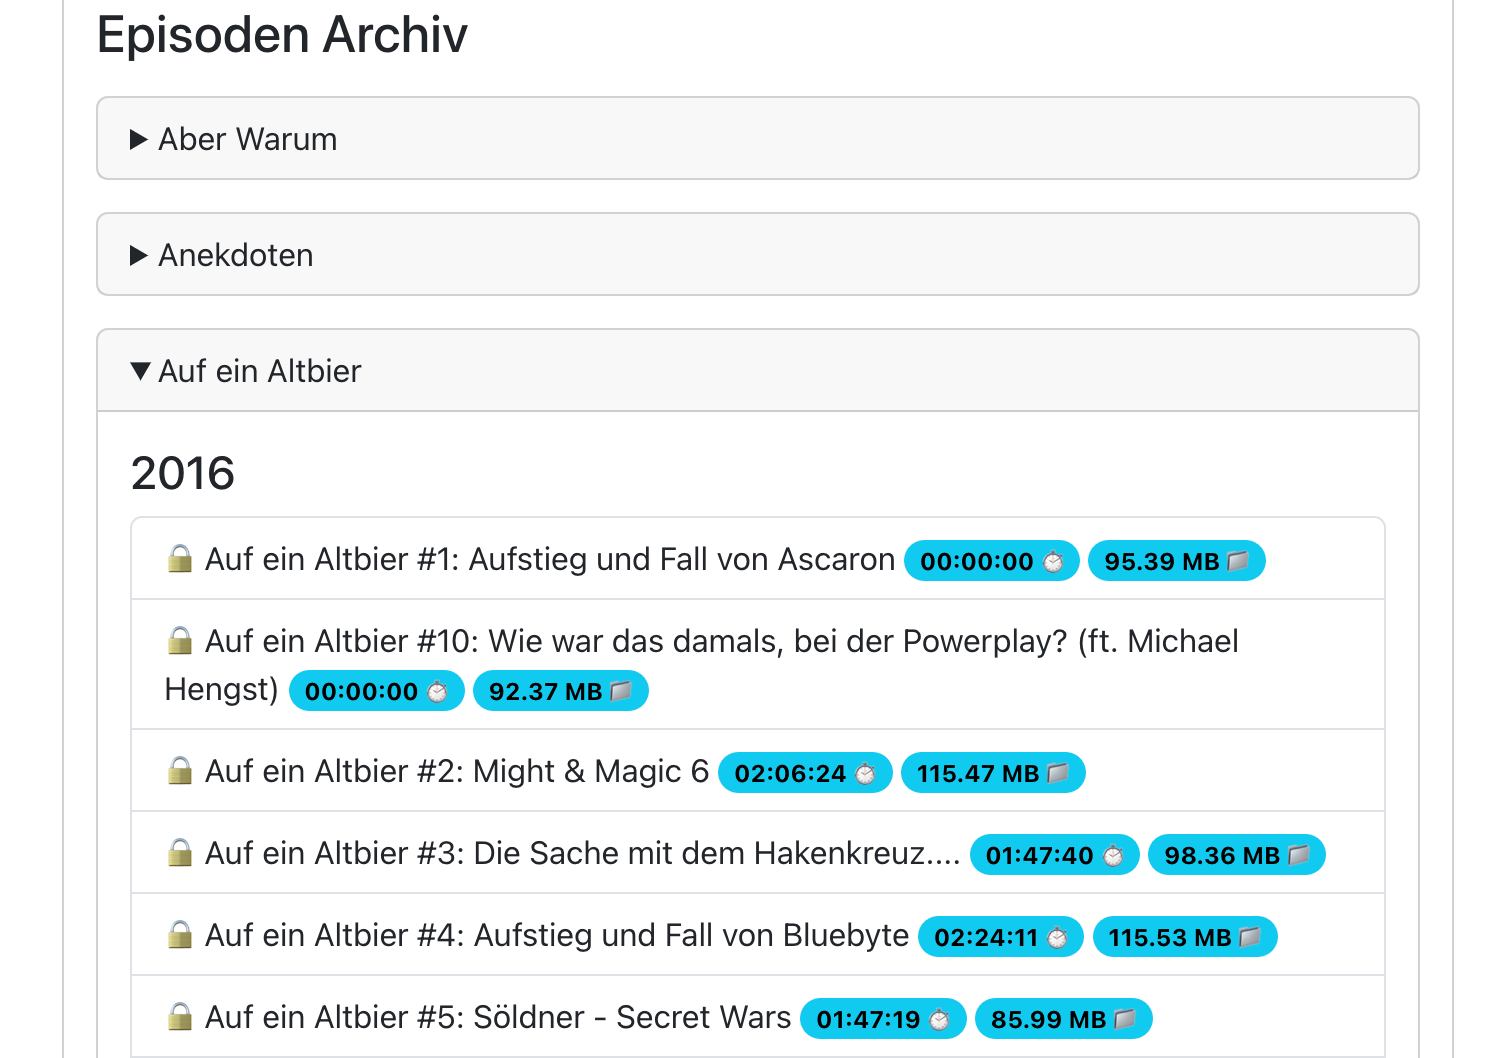 Episoden Archiv
Aber Warum
Anekdoten
Auf ein Altbier
2016
Auf ein Altbier #1: Aufstieg und Fall von Ascaron 00:00:00 95.39 MB
Auf ein Altbier #10: Wie war das damals, bei der Powerplay? (ft. Michael
Hengst) 00:00:00 92.37 MB
Auf ein Altbier #2: Might & Magic 6 02:06:24 115.47 MB
Auf ein Altbier #3: Die Sache mit dem Hakenkreuz.... 01:47:40 98.36 MB
Auf ein Altbier #4: Aufstieg und Fall von Bluebyte 02:24:11 115.53 MB
Auf ein Altbier #5: Söldner - Secret Wars 01:47:19 85.99 MB